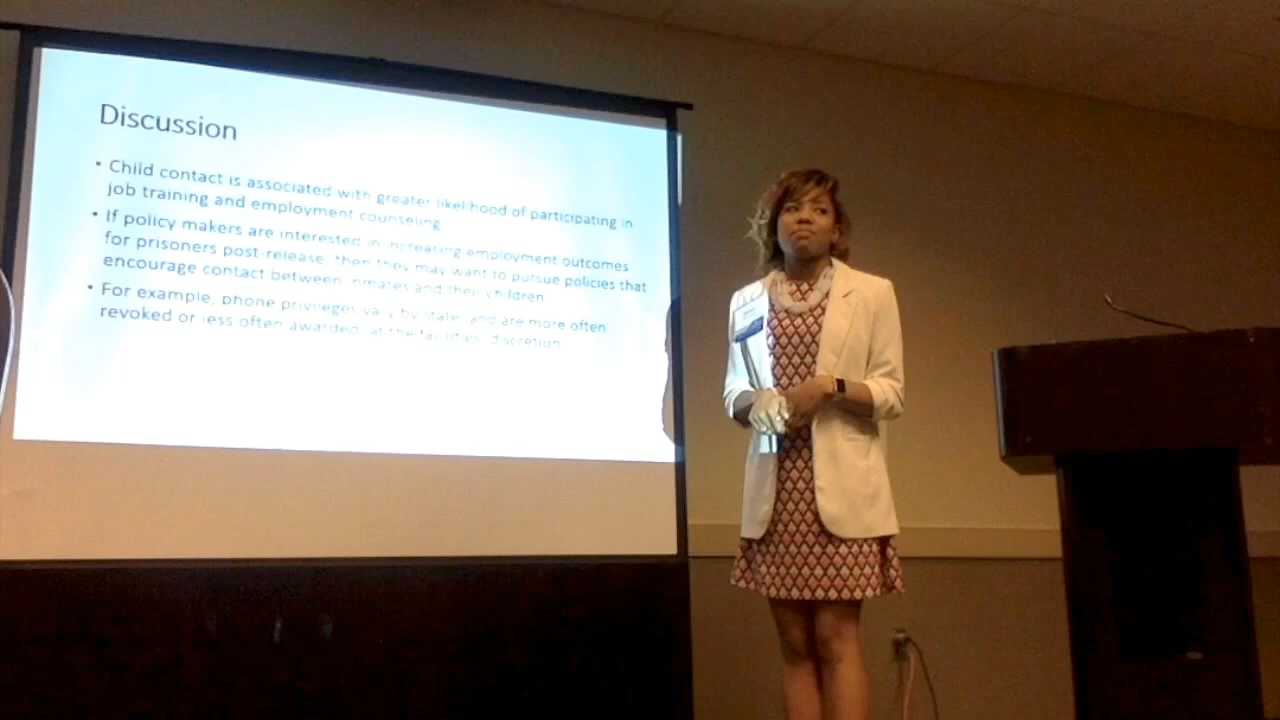 Discussion
• Child contact is associated with greater likelihood of participating in
job training and employment counseling
• If policy makers are interested in increasing employment outcomes
for prisoners post-release, then they may want to pursue policies that
encourage contact between inmates and their children
• For example, phone privileges vary by state, and are more often
revoked or less often awarded, at the facilities' discretion